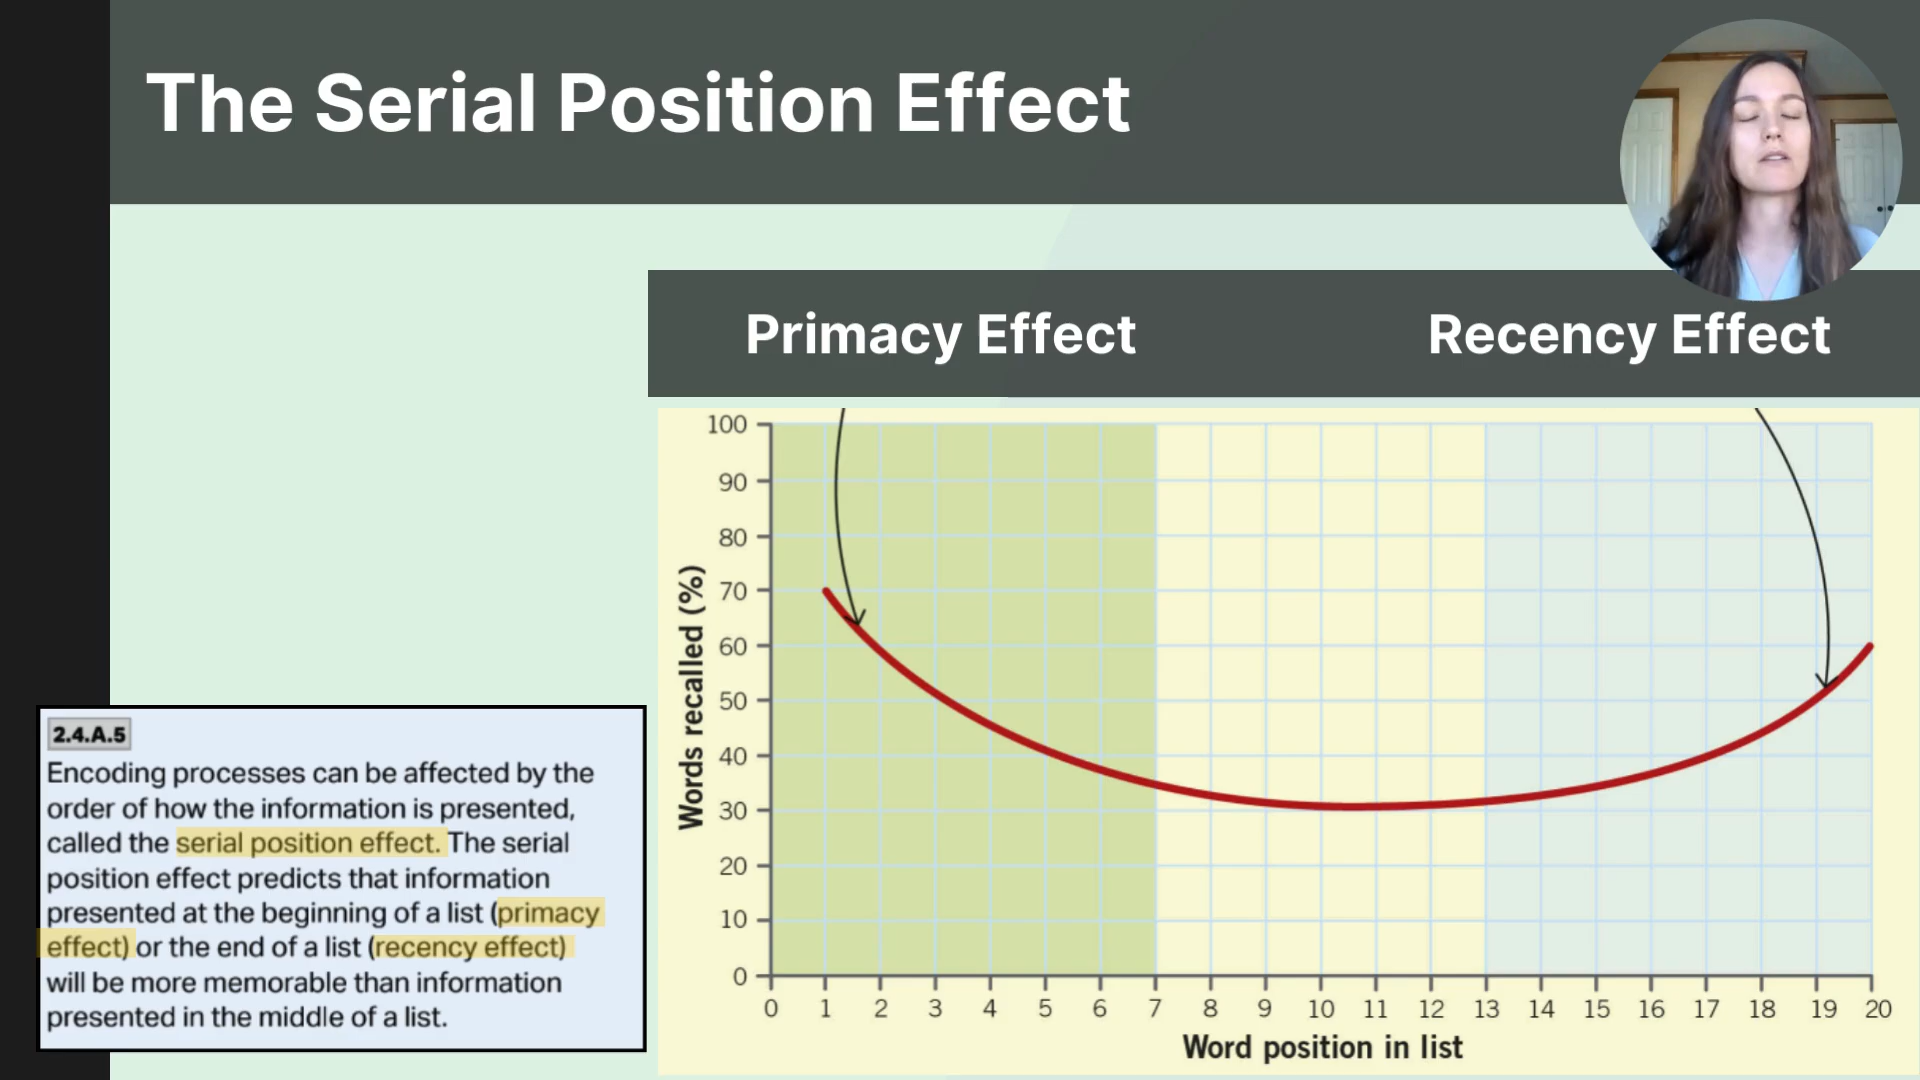 The Serial Position Effect
Primacy Effect
Recency Effect
2.4.A.5
Encoding processes can be affected by the
order of how the information is presented,
called the serial position effect. The serial
position effect predicts that information
presented at the beginning of a list (primacy
effect) or the end of a list (recency effect)
will be more memorable than information
presented in the middle of a list.
Words recalled (%)
100
90
80
70
60
50
40
30
20
10
0
0 1 2 3 4 5 6 7 8 9 10 11 12 13 14 15 16 17 18 19 20
Word position in list